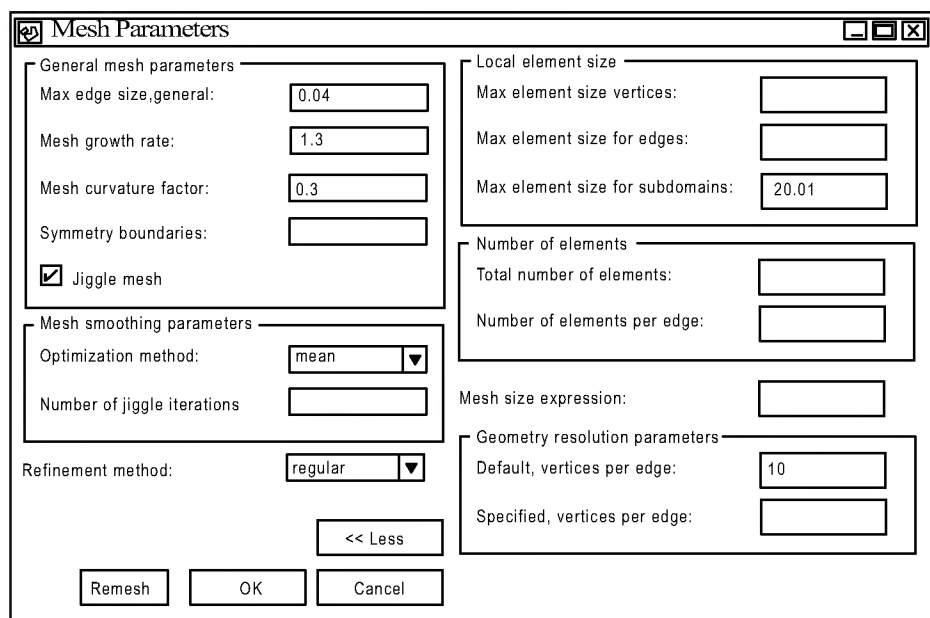 Mesh Parameters
General mesh parameters
Max edge size,general: 0.04
Mesh growth rate: 1.3
Mesh curvature factor: 0.3
Symmetry boundaries:
Jiggle mesh
Mesh smoothing parameters
Optimization method: mean
Number of jiggle iterations
Refinement method: regular
<< Less
Remesh OK Cancel
Local element size
Max element size vertices:
Max element size for edges:
Max element size for subdomains: 20.01
Number of elements
Total number of elements:
Number of elements per edge:
Mesh size expression:
Geometry resolution parameters
Default, vertices per edge: 10
Specified, vertices per edge: